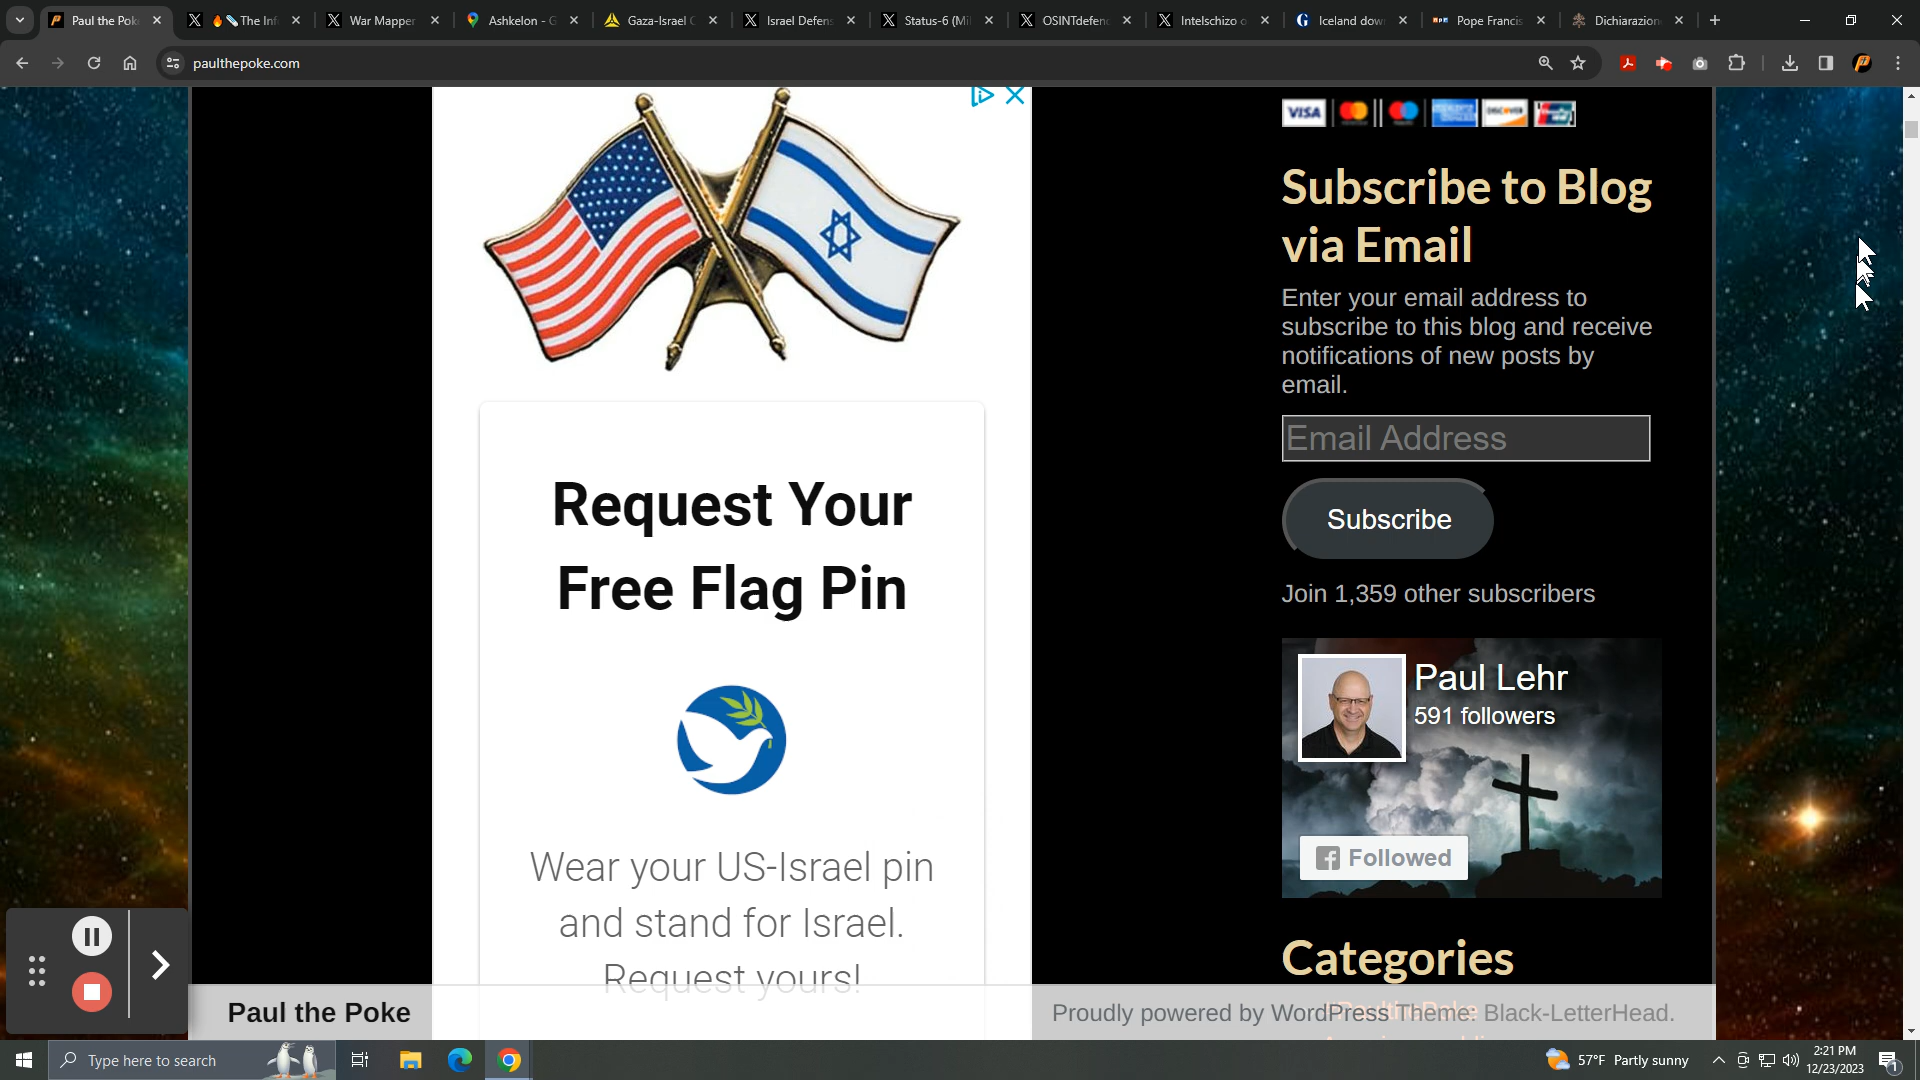 Paul the Pok
The Inf
War Mapper
Ashkelon - G
Gaza-Israel C
Israel Defens
Status-6 (Mil
OSINTdefend
Intelschizo o
Iceland dow
Pope Francis
Dichiarazion
paulthepoke.com
VISA
DISCOVER
Subscribe to Blog
via Email
Enter your email address to
subscribe to this blog and receive
notifications of new posts by
email.
Email Address
Subscribe
Join 1,359 other subscribers
Paul Lehr
591 followers
Followed
Categories
Request Your
Free Flag Pin
Wear your US-Israel pin
and stand for Israel.
Request yours!
Paul the Poke
Proudly powered by WordPress Theme: Black-LetterHead.
Type here to search
57°F Partly sunny
2:21 PM
12/23/2023
1